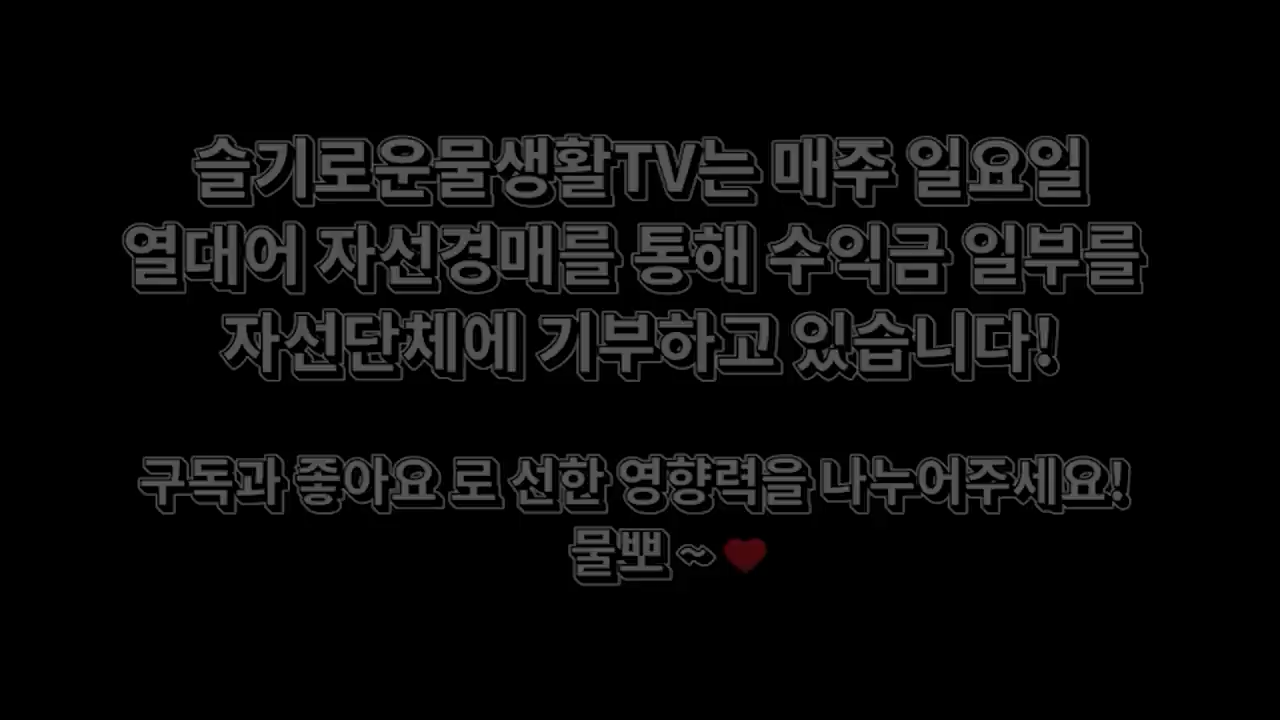 슬기로운물생활TV는 매주 일요일
열대어 자선경매를 통해 수익금 일부를
자선단체에 기부하고 있습니다!
구독과 좋아요 로 선한 영향력을 나누어주세요!
물뽀 ~ ❤